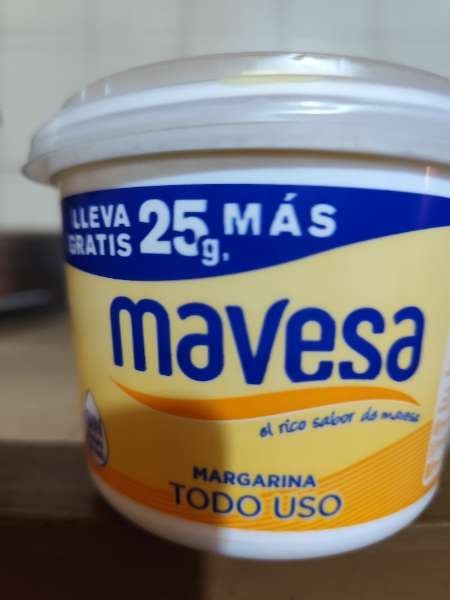 LLEVA
GRATIS 25g. MÁS
mavesa
el rico sabor de mavesa
MARGARINA
TODO USO